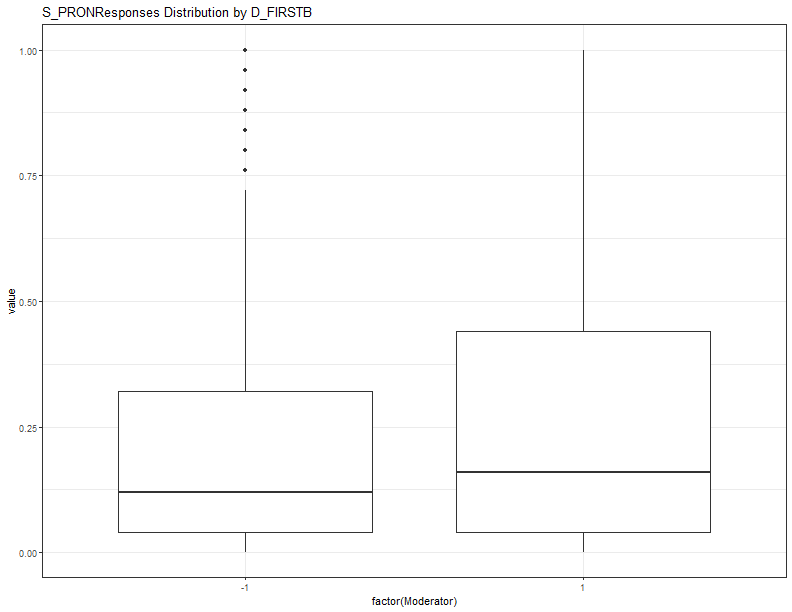 S_PRONResponses Distribution by D_FIRSTB
1.00
0.75
0.50
0.25
0.00
value
-1
1
factor(Moderator)